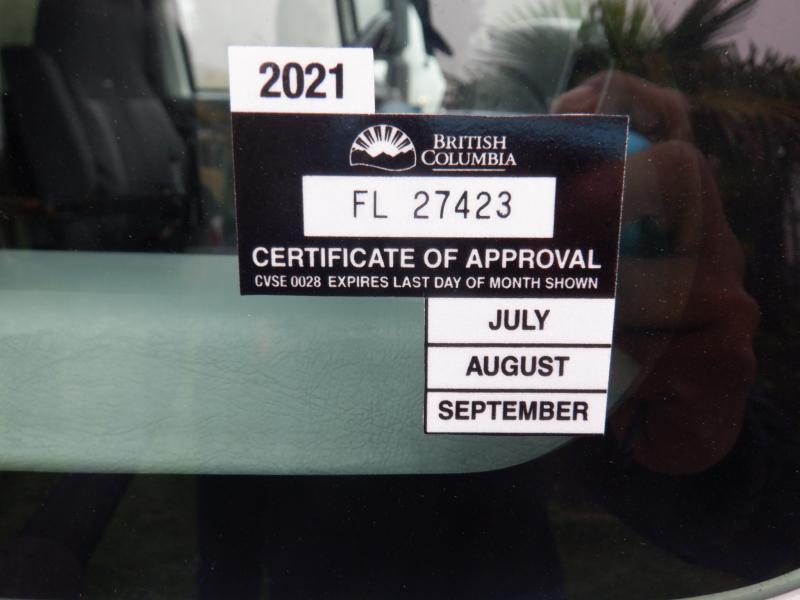 2021
BRITISH
COLUMBIA
FL 27423
CERTIFICATE OF APPROVAL
CVSE 0028 EXPIRES LAST DAY OF MONTH SHOWN
JULY
AUGUST
SEPTEMBER